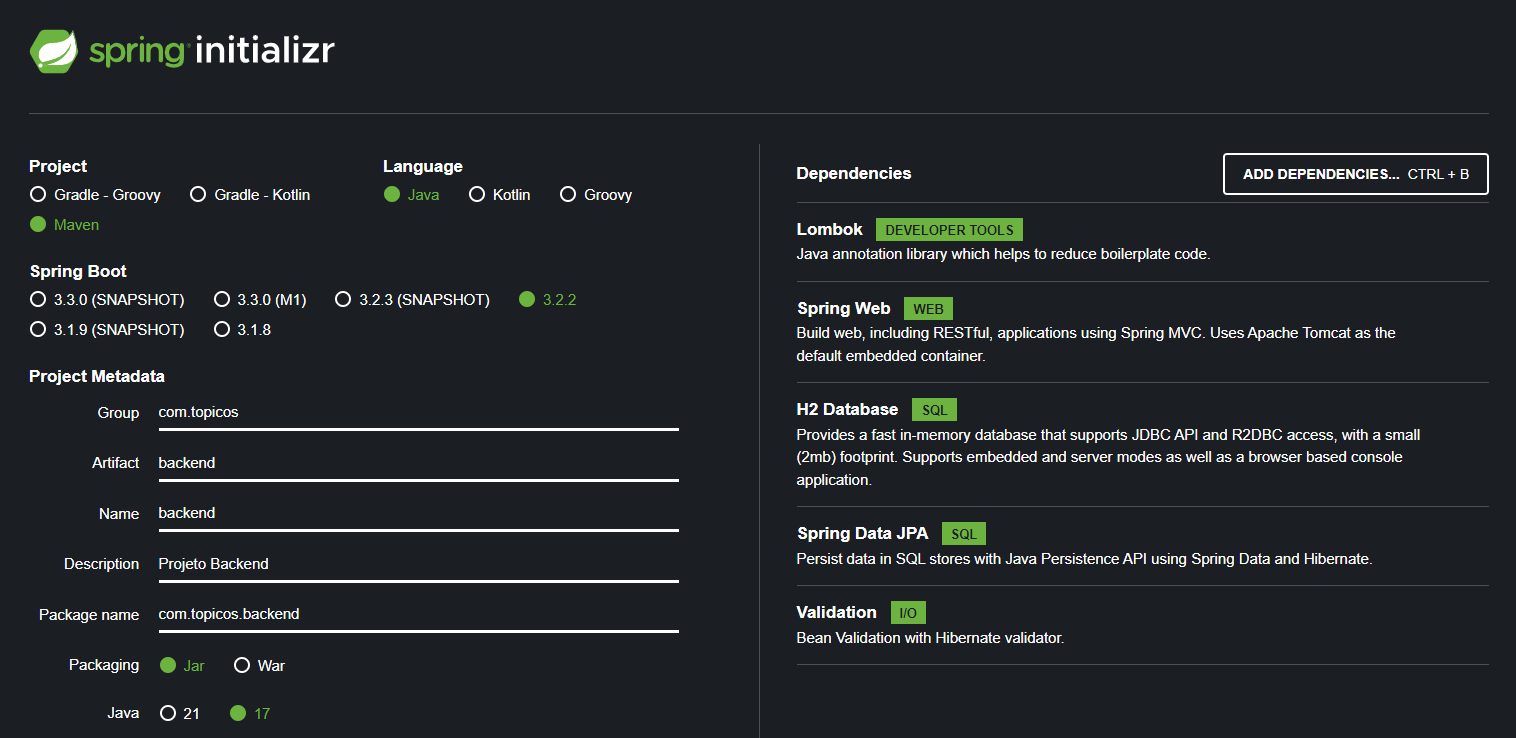 spring initializr
Project
Gradle - Groovy Gradle - Kotlin
Maven
Language
Java Kotlin Groovy
Spring Boot
3.3.0 (SNAPSHOT) 3.3.0 (M1) 3.2.3 (SNAPSHOT) 3.2.2
3.1.9 (SNAPSHOT) 3.1.8
Project Metadata
Group com.topicos
Artifact backend
Name backend
Description Projeto Backend
Package name com.topicos.backend
Packaging Jar War
Java 21 17
Dependencies ADD DEPENDENCIES... CTRL + B
Lombok DEVELOPER TOOLS
Java annotation library which helps to reduce boilerplate code.
Spring Web WEB
Build web, including RESTful, applications using Spring MVC. Uses Apache Tomcat as the
default embedded container.
H2 Database SQL
Provides a fast in-memory database that supports JDBC API and R2DBC access, with a small
(2mb) footprint. Supports embedded and server modes as well as a browser based console
application.
Spring Data JPA SQL
Persist data in SQL stores with Java Persistence API using Spring Data and Hibernate.
Validation I/O
Bean Validation with Hibernate validator.